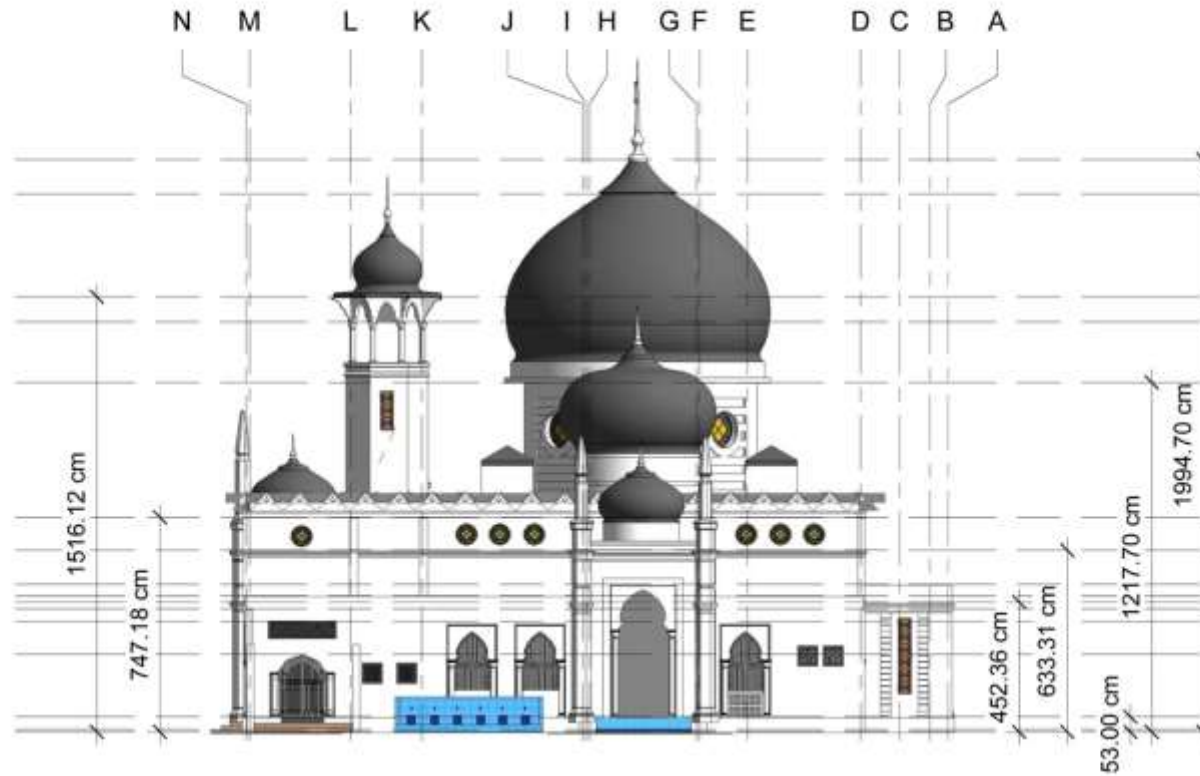 N M L K J I H G F E D C B A
1516.12 cm
747.18 cm
452.36 cm
633.31 cm
53.00 cm
1217.70 cm
1994.70 cm